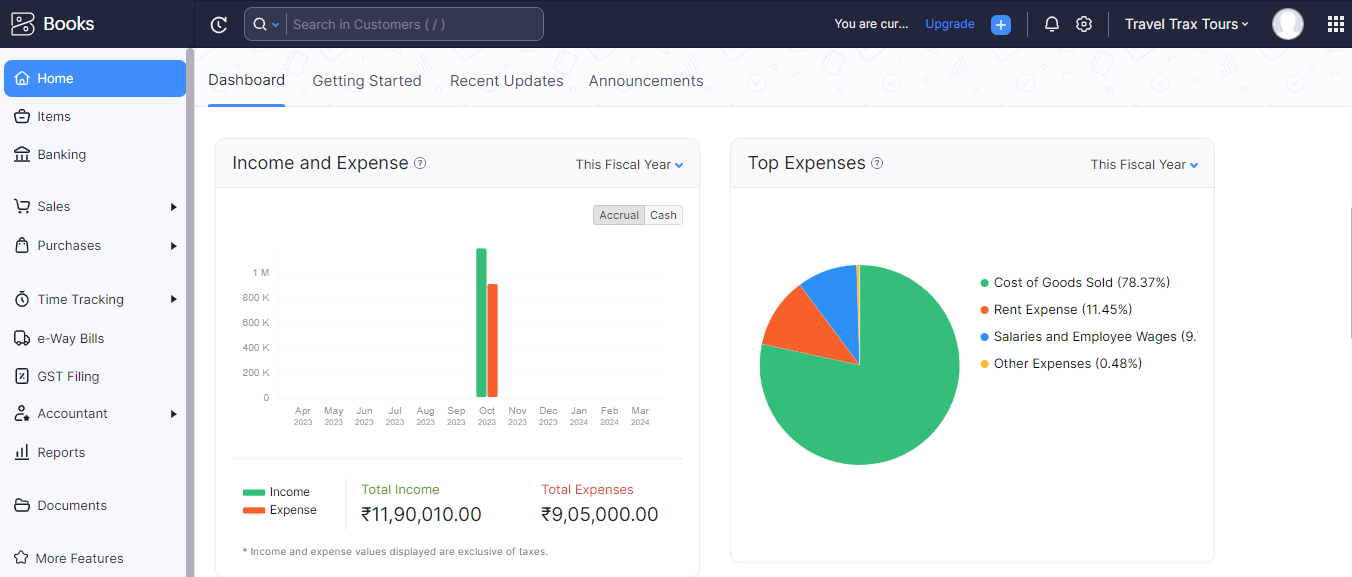 Books
Search in Customers ( / )
You are cur...
Upgrade
Travel Trax Tours
Home
Items
Banking
Sales
Purchases
Time Tracking
e-Way Bills
GST Filing
Accountant
Reports
Documents
More Features
Dashboard Getting Started Recent Updates Announcements
Income and Expense
This Fiscal Year
Accrual Cash
1 M
800 K
600 K
400 K
200 K
0
Apr May Jun Jul Aug Sep Oct Nov Dec Jan Feb Mar
2023 2023 2023 2023 2023 2023 2023 2023 2023 2024 2024 2024
Income
Expense
Total Income
₹11,90,010.00
Total Expenses
₹9,05,000.00
* Income and expense values displayed are exclusive of taxes.
Top Expenses
This Fiscal Year
Cost of Goods Sold (78.37%)
Rent Expense (11.45%)
Salaries and Employee Wages (9.
Other Expenses (0.48%)